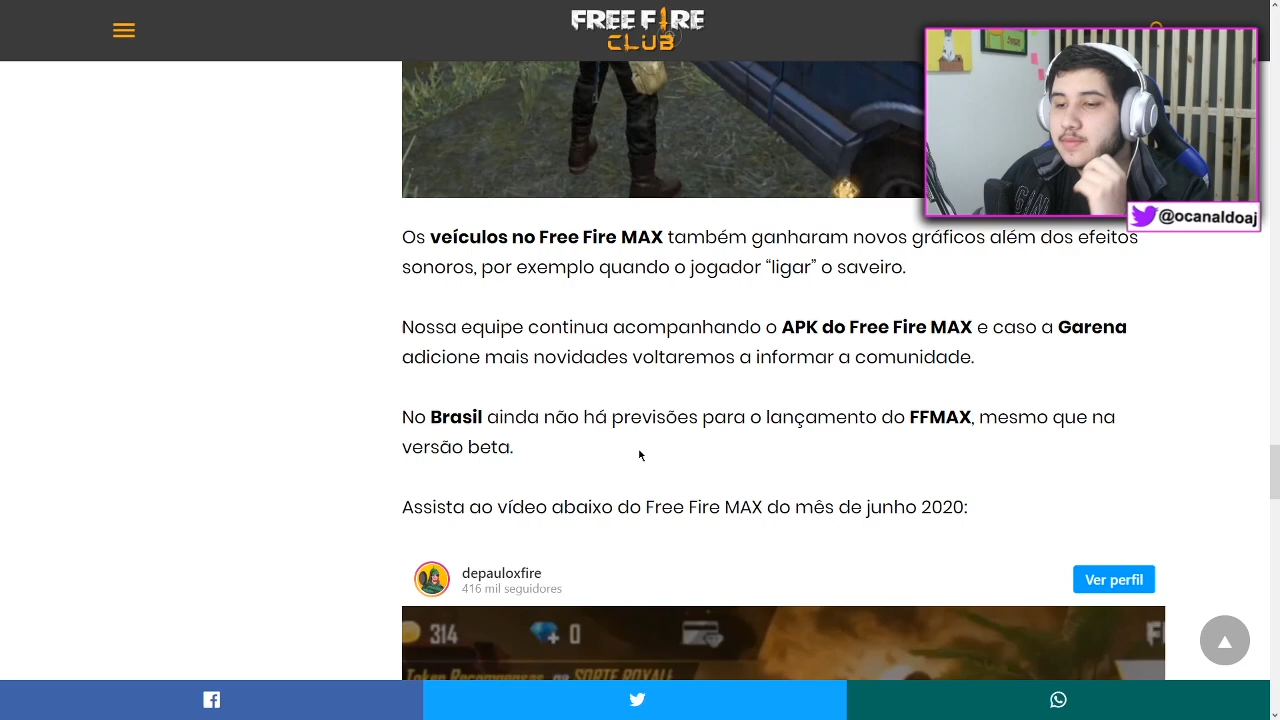 FREE FIRE
CLUB
@ocanaldoaj
Os veículos no Free Fire MAX também ganharam novos gráficos além dos efeitos
sonoros, por exemplo quando o jogador “ligar” o saveiro.
Nossa equipe continua acompanhando o APK do Free Fire MAX e caso a Garena
adicione mais novidades voltaremos a informar a comunidade.
No Brasil ainda não há previsões para o lançamento do FFMAX, mesmo que na
versão beta.
Assista ao vídeo abaixo do Free Fire MAX do mês de junho 2020:
depauloxfire
416 mil seguidores
Ver perfil
314
0
Token Recompensas
SORTE ROYALE